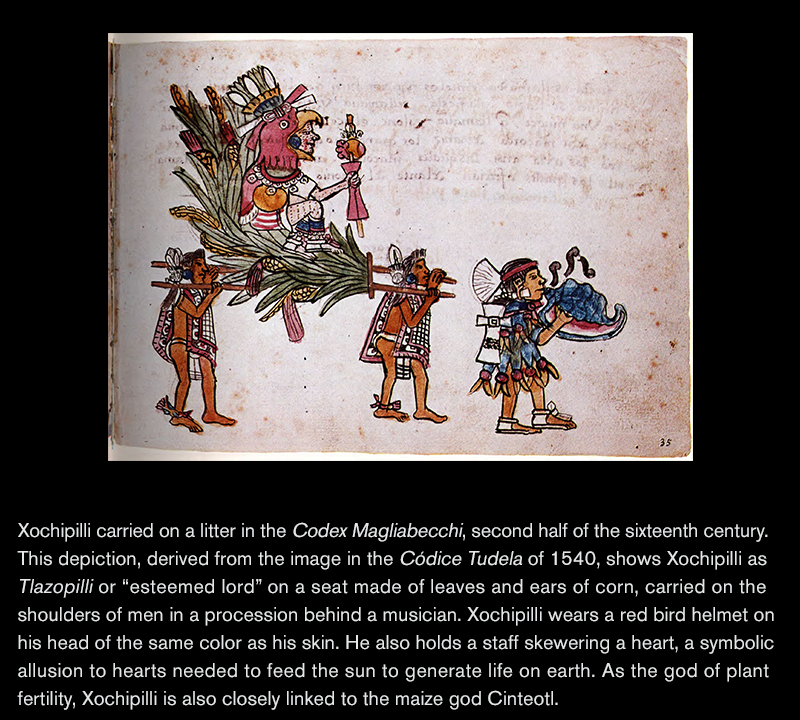 35
Xochipilli carried on a litter in the Codex Magliabecchi, second half of the sixteenth century.
This depiction, derived from the image in the Códice Tudela of 1540, shows Xochipilli as
Tlazopilli or “esteemed lord” on a seat made of leaves and ears of corn, carried on the
shoulders of men in a procession behind a musician. Xochipilli wears a red bird helmet on
his head of the same color as his skin. He also holds a staff skewering a heart, a symbolic
allusion to hearts needed to feed the sun to generate life on earth. As the god of plant
fertility, Xochipilli is also closely linked to the maize god Cinteotl.